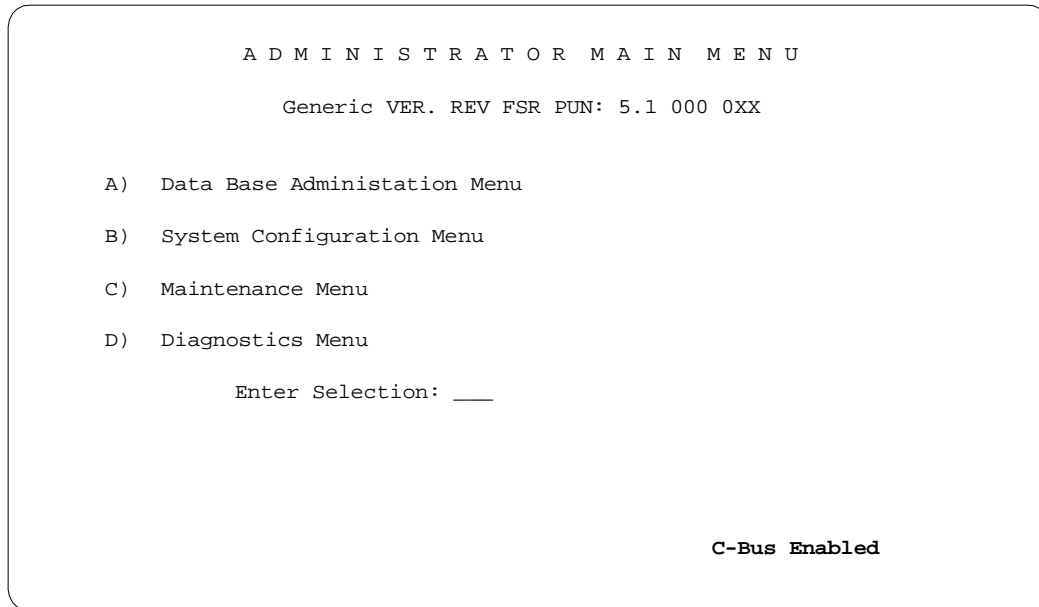 A D M I N I S T R A T O R M A I N M E N U
Generic VER. REV FSR PUN: 5.1 000 0XX
A) Data Base Administation Menu
B) System Configuration Menu
C) Maintenance Menu
D) Diagnostics Menu
Enter Selection: ___
C-Bus Enabled